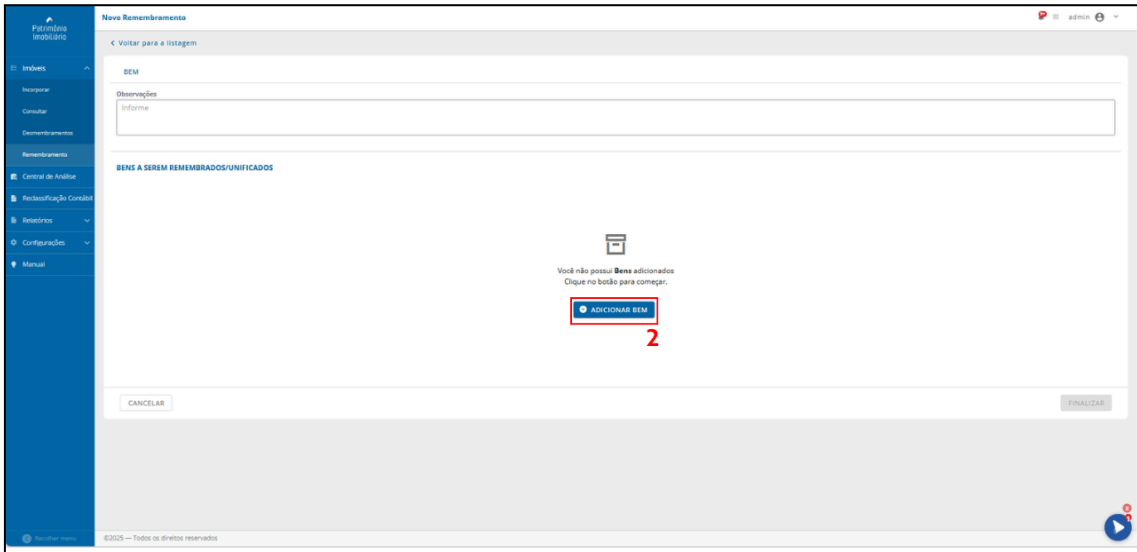 Patrimônio
Imobiliário
Novo Remembramento
admin
Voltar para a listagem
Imóveis
Incorporar
Consultar
Desmembramentos
Remembramento
Central de Análise
Reclassificação Contábil
Relatórios
Configurações
Manual
BEM
Observações
Informe
BENS A SEREM REMEMBRADOS/UNIFICADOS
Você não possui Bens adicionados
Clique no botão para começar.
ADICIONAR BEM
2
CANCELAR
FINALIZAR
Recolher menu
©2025 — Todos os direitos reservados